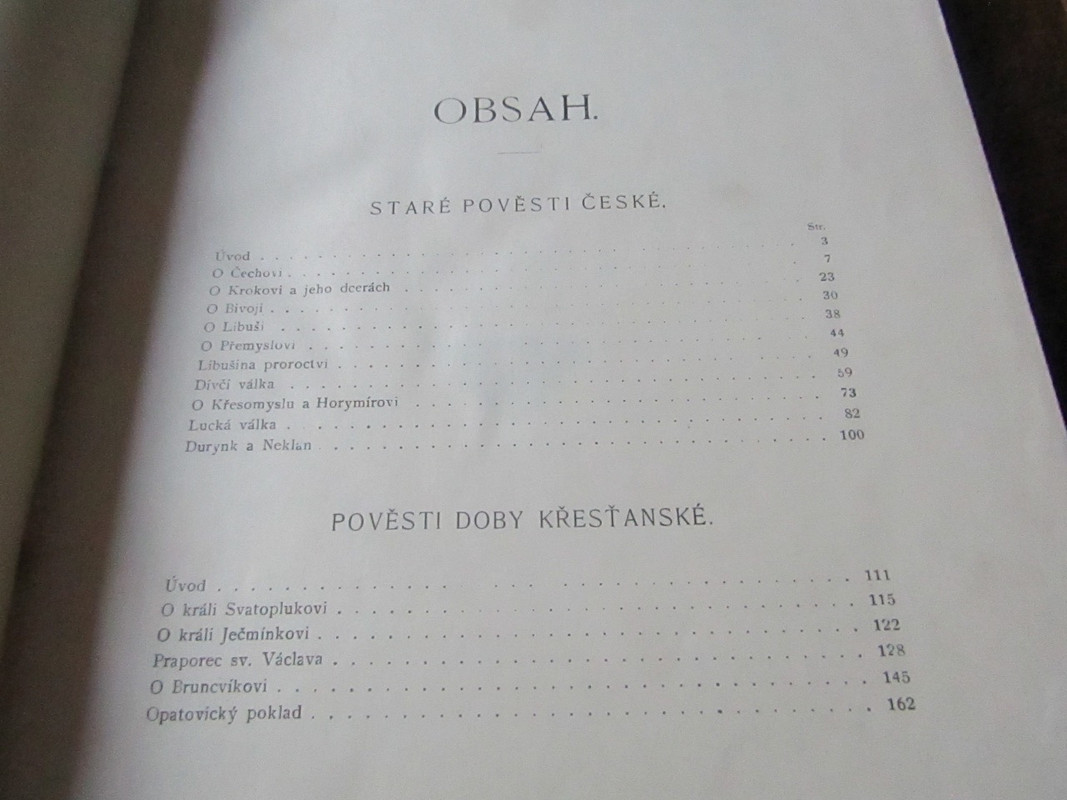 OBSAH.
STARÉ POVĚSTI ČESKÉ.
Str.
Úvod . . . . . . . . . . . . . . . . . . . . . . . . . . 3
O Čechovi . . . . . . . . . . . . . . . . . . . . . . . . . . 7
O Krokovi a jeho dcerách . . . . . . . . . . . . . . . . . . . . 23
O Bivoji . . . . . . . . . . . . . . . . . . . . . . . . . . 30
O Libuši . . . . . . . . . . . . . . . . . . . . . . . . . . 38
O Přemyslovi . . . . . . . . . . . . . . . . . . . . . . . . 44
Libušina proroctví . . . . . . . . . . . . . . . . . . . . . . 49
Dívčí válka . . . . . . . . . . . . . . . . . . . . . . . . 59
O Křesomyslu a Horymírovi . . . . . . . . . . . . . . . . . . 73
Lucká válka . . . . . . . . . . . . . . . . . . . . . . . . 82
Durynk a Neklan . . . . . . . . . . . . . . . . . . . . . . 100
POVĚSTI DOBY KŘESŤANSKÉ.
Úvod . . . . . . . . . . . . . . . . . . . . . . . . . . 111
O králi Svatoplukovi . . . . . . . . . . . . . . . . . . . . . . 115
O králi Ječmínkovi . . . . . . . . . . . . . . . . . . . . . . 122
Praporec sv. Václava . . . . . . . . . . . . . . . . . . . . . . 128
O Bruncvíkovi . . . . . . . . . . . . . . . . . . . . . . . . 145
Opatovický poklad . . . . . . . . . . . . . . . . . . . . . . 162